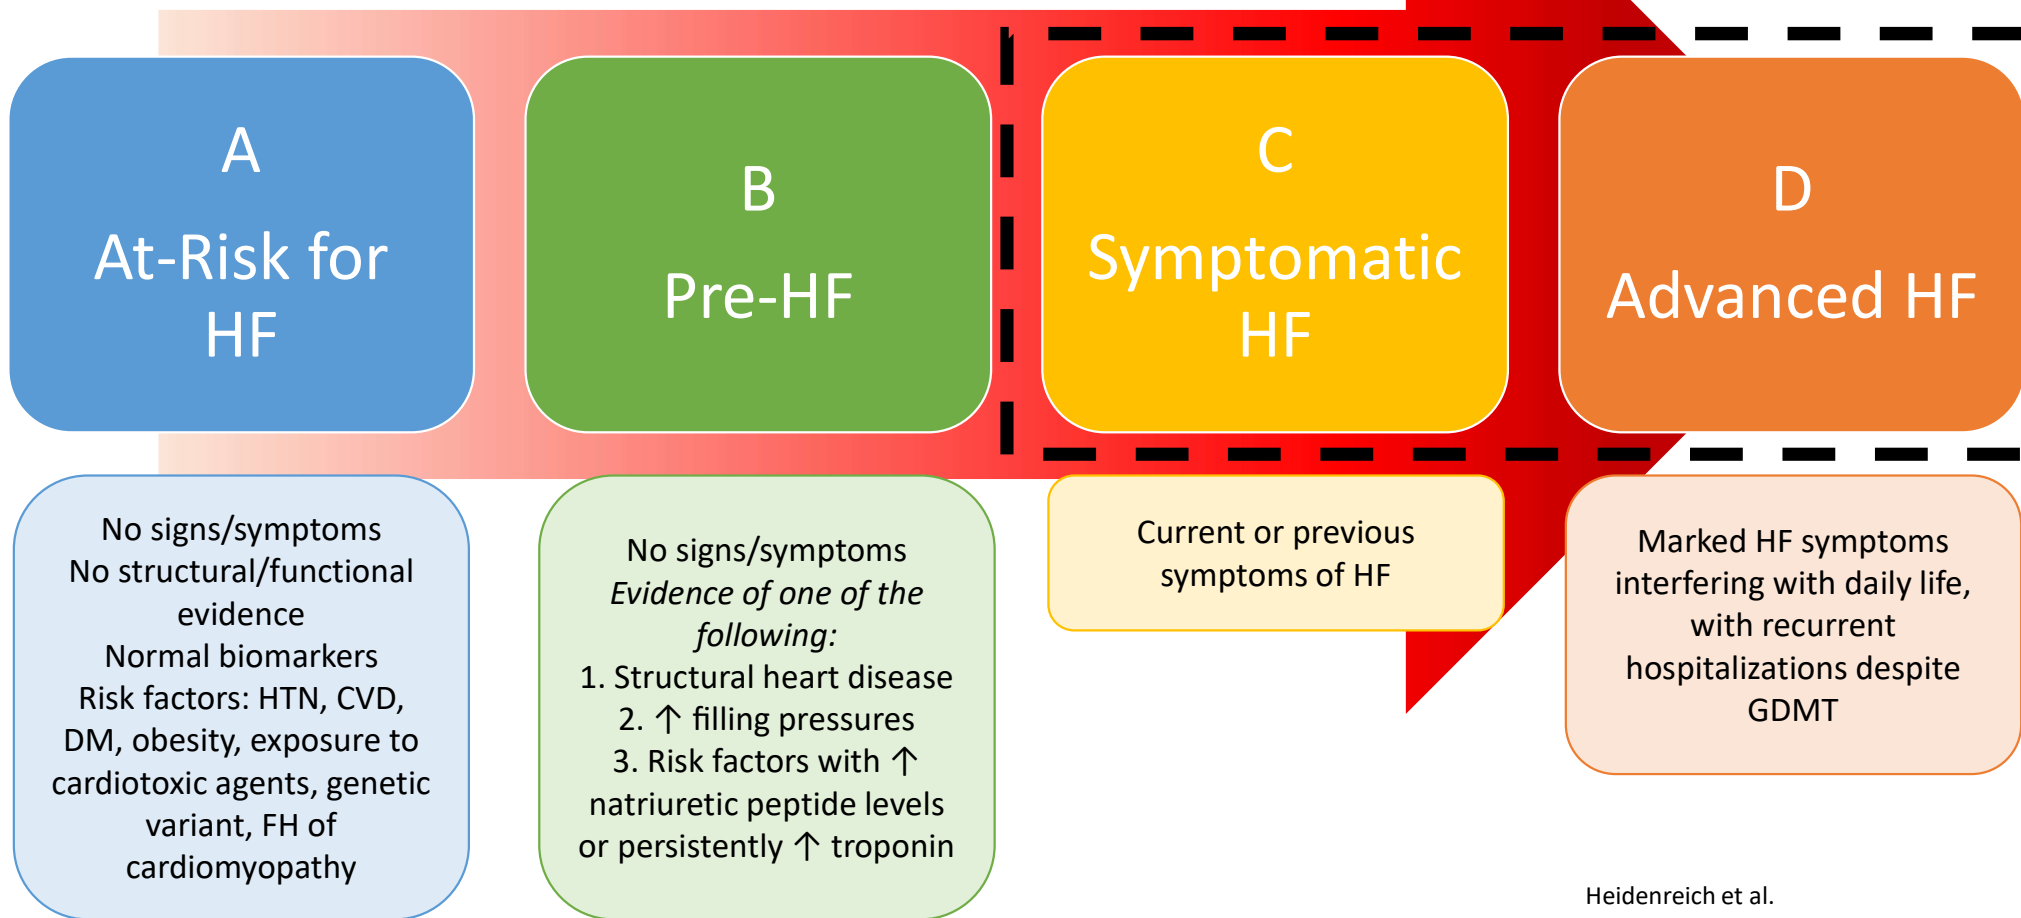 A
At-Risk for
HF
B
Pre-HF
C
Symptomatic
HF
D
Advanced HF
No signs/symptoms
No structural/functional
evidence
Normal biomarkers
Risk factors: HTN, CVD,
DM, obesity, exposure to
cardiotoxic agents, genetic
variant, FH of
cardiomyopathy
No signs/symptoms
Evidence of one of the
following:
1. Structural heart disease
2. ↑ filling pressures
3. Risk factors with ↑
natriuretic peptide levels
or persistently ↑ troponin
Current or previous
symptoms of HF
Marked HF symptoms
interfering with daily life,
with recurrent
hospitalizations despite
GDMT
Heidenreich et al.